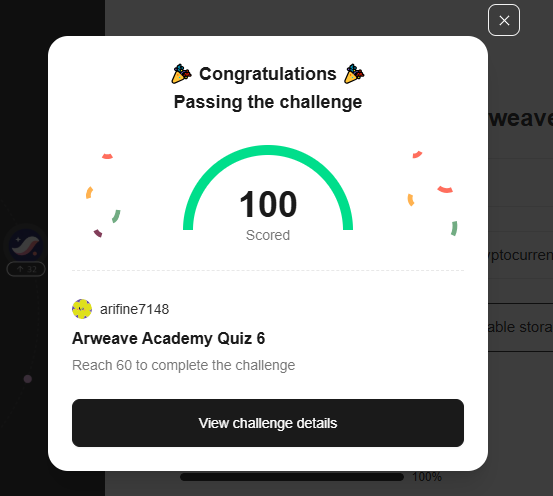 Congratulations
Passing the challenge
100
Scored
arifine7148
Arweave Academy Quiz 6
Reach 60 to complete the challenge
View challenge details
weave
yptocurren
able stora
100%